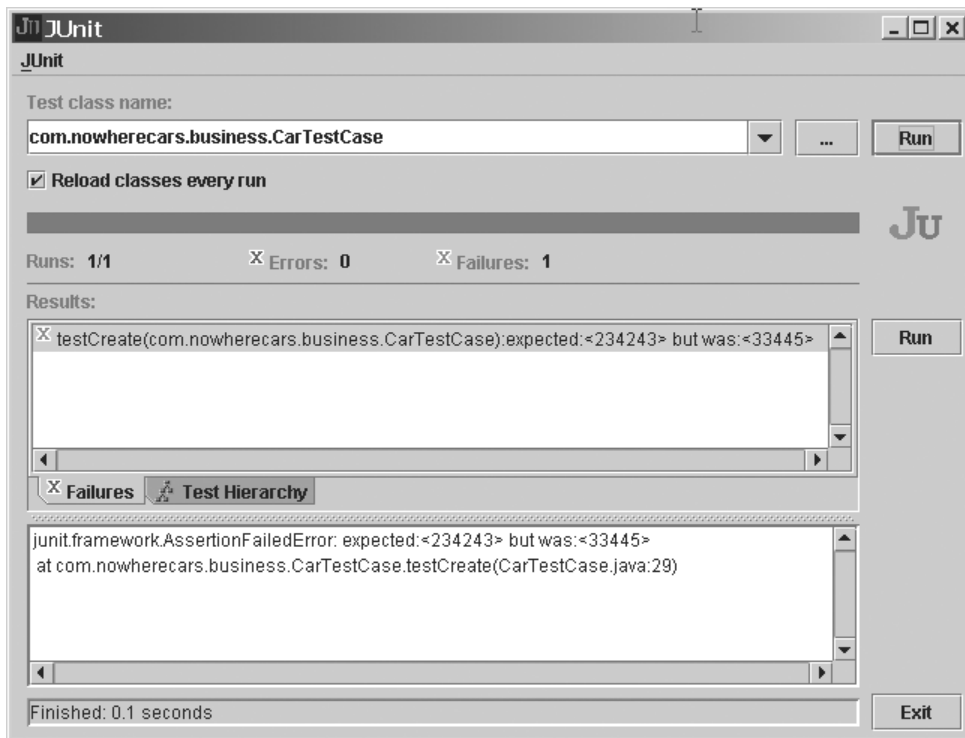 JU JUnit
JUnit
Test class name:
com.nowherecars.business.CarTestCase
... Run
Reload classes every run
JU
Runs: 1/1 X Errors: 0 X Failures: 1
Results:
X testCreate(com.nowherecars.business.CarTestCase):expected:<234243> but was:<33445>
Run
X Failures Test Hierarchy
junit.framework.AssertionFailedError: expected:<234243> but was:<33445>
at com.nowherecars.business.CarTestCase.testCreate(CarTestCase.java:29)
Finished: 0.1 seconds
Exit